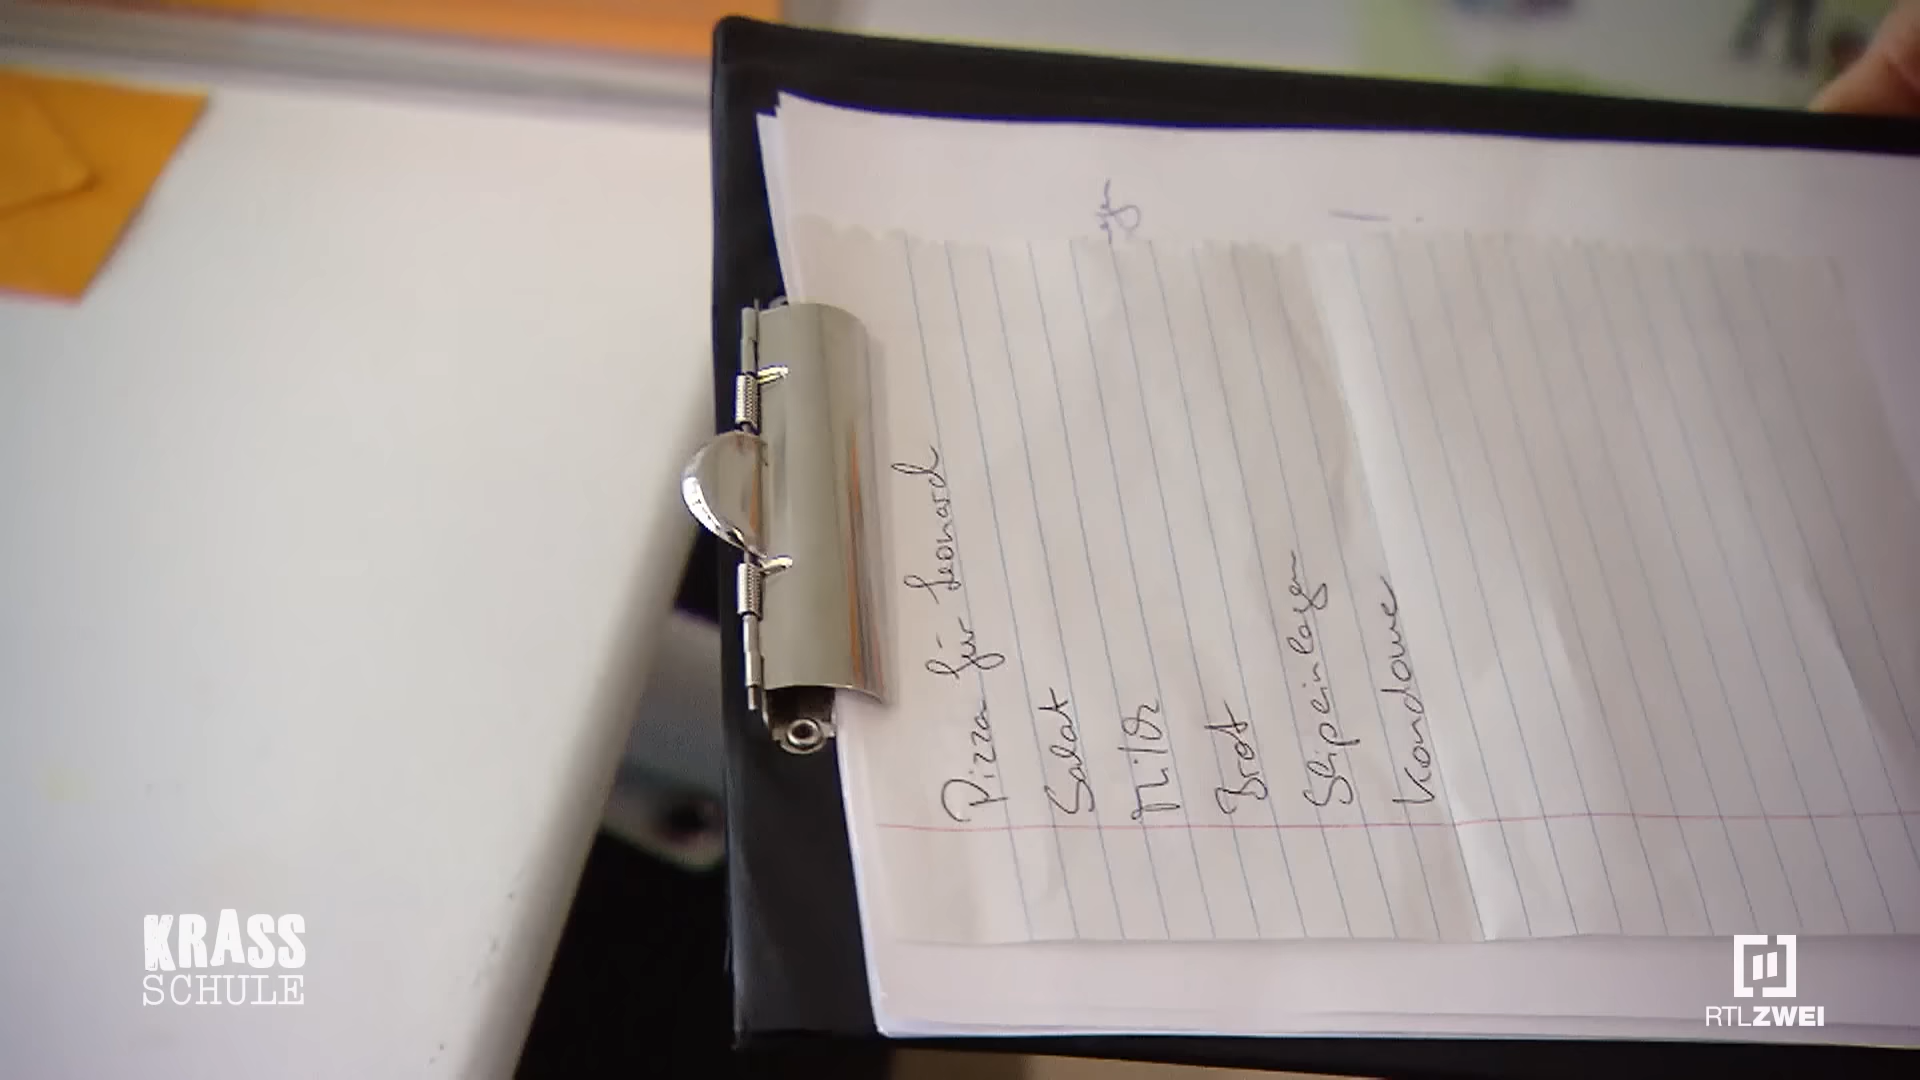 Pizza für Leonard
Salat
Milch
Brot
Slipeinlagen
Kondome
KRASS
SCHULE
RTLZWEI